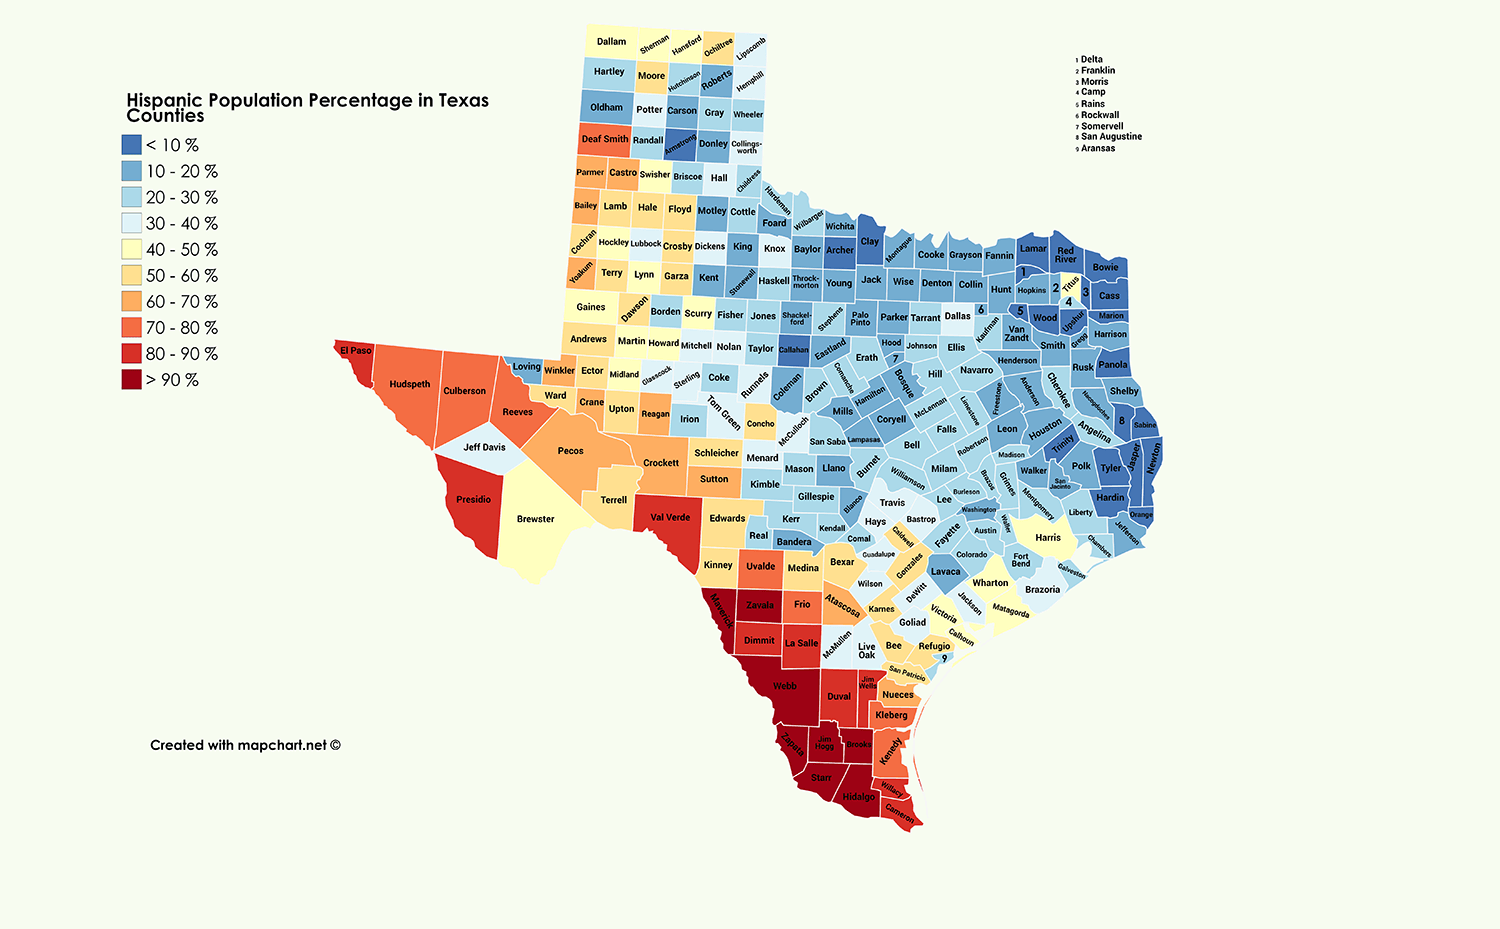 Hispanic Population Percentage in Texas
Counties
< 10 %
10 - 20 %
20 - 30 %
30 - 40 %
40 - 50 %
50 - 60 %
60 - 70 %
70 - 80 %
80 - 90 %
> 90 %
1 Delta
2 Franklin
3 Morris
4 Camp
5 Rains
6 Rockwall
7 Somervell
8 San Augustine
9 Aransas
Dallam Sherman Hansford Ochiltree Lipscomb
Hartley Moore Hutchinson Roberts Hemphill
Oldham Potter Carson Gray Wheeler
Deaf Smith Randall Armstrong Donley Collings-
worth
Parmer Castro Swisher Briscoe Hall Childress Hardeman
Bailey Lamb Hale Floyd Motley Cottle Foard Wilbarger Wichita
Cochran Hockley Lubbock Crosby Dickens King Knox Baylor Archer Clay Montague Cooke Grayson Fannin Lamar Red
River Bowie
Yoakum Terry Lynn Garza Kent Stonewall Haskell Throck-
morton Young Jack Wise Denton Collin Hunt 1 Hopkins 2 Titus 3 Cass
4
Gaines Dawson Borden Scurry Fisher Jones Shackel-
ford Stephens Palo
Pinto Parker Tarrant Dallas 6 Kaufman 5 Wood Upshur Marion
Van
Zandt Smith Gregg Harrison
Andrews Martin Howard Mitchell Nolan Taylor Callahan Eastland Erath Hood 7 Johnson Ellis Navarro Henderson Rusk Panola
El Paso Hudspeth Culberson Reeves Loving Winkler Ector Midland Glasscock Sterling Coke Runnels Coleman Brown Comanche Hamilton Bosque Hill Freestone Anderson Cherokee Nacogdoches Shelby
Ward Crane Upton Reagan Irion Tom Green Concho McCulloch San Saba Mills Lampasas Coryell McLennan Limestone Falls Leon Houston Angelina 8 Sabine
Jeff Davis Pecos Crockett Schleicher Menard Mason Llano Burnet Bell Robertson Madison Trinity
Sutton Kimble Gillespie Blanco Williamson Milam Brazos Grimes Walker San
Jacinto Polk Tyler Jasper Newton
Presidio Brewster Terrell Val Verde Edwards Kerr Kendall Travis Hays Bastrop Lee Burleson Washington Montgomery Liberty Hardin Orange
Real Bandera Comal Caldwell Fayette Austin Waller Harris Chambers Jefferson
Kinney Uvalde Medina Bexar Guadalupe Gonzales Lavaca Colorado Fort
Bend Galveston
Maverick Zavala Frio Atascosa Wilson Karnes DeWitt Jackson Wharton Matagorda Brazoria
Dimmit La Salle McMullen Live
Oak Bee Goliad Victoria Calhoun Refugio 9
Webb Duval Jim
Wells San Patricio Nueces
Kleberg
Zapata Jim
Hogg Brooks Kenedy
Starr Hidalgo Willacy
Cameron
Created with mapchart.net ©